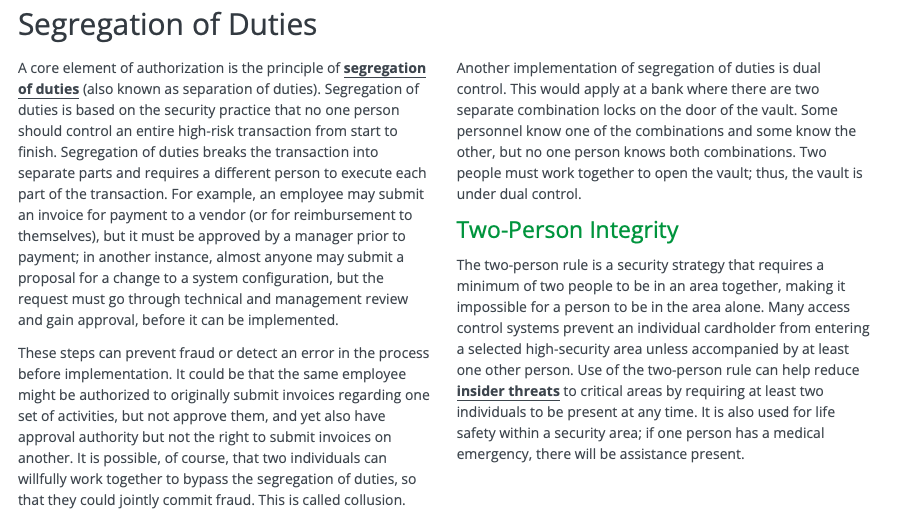 Segregation of Duties
A core element of authorization is the principle of segregation
of duties (also known as separation of duties). Segregation of
duties is based on the security practice that no one person
should control an entire high-risk transaction from start to
finish. Segregation of duties breaks the transaction into
separate parts and requires a different person to execute each
part of the transaction. For example, an employee may submit
an invoice for payment to a vendor (or for reimbursement to
themselves), but it must be approved by a manager prior to
payment; in another instance, almost anyone may submit a
proposal for a change to a system configuration, but the
request must go through technical and management review
and gain approval, before it can be implemented.
These steps can prevent fraud or detect an error in the process
before implementation. It could be that the same employee
might be authorized to originally submit invoices regarding one
set of activities, but not approve them, and yet also have
approval authority but not the right to submit invoices on
another. It is possible, of course, that two individuals can
willfully work together to bypass the segregation of duties, so
that they could jointly commit fraud. This is called collusion.
Another implementation of segregation of duties is dual
control. This would apply at a bank where there are two
separate combination locks on the door of the vault. Some
personnel know one of the combinations and some know the
other, but no one person knows both combinations. Two
people must work together to open the vault; thus, the vault is
under dual control.
Two-Person Integrity
The two-person rule is a security strategy that requires a
minimum of two people to be in an area together, making it
impossible for a person to be in the area alone. Many access
control systems prevent an individual cardholder from entering
a selected high-security area unless accompanied by at least
one other person. Use of the two-person rule can help reduce
insider threats to critical areas by requiring at least two
individuals to be present at any time. It is also used for life
safety within a security area; if one person has a medical
emergency, there will be assistance present.